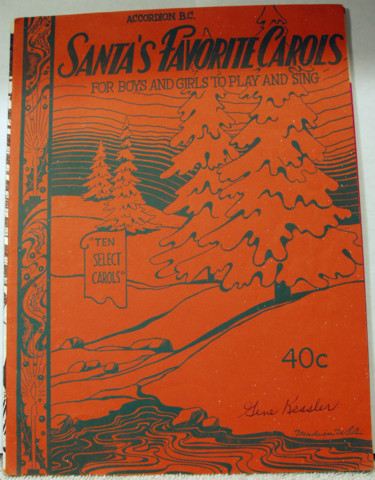 ACCORDION B.C.
SANTA'S FAVORITE CAROLS
FOR BOYS AND GIRLS TO PLAY AND SING
"TEN
SELECT
CAROLS"
40c
Gene Kessler